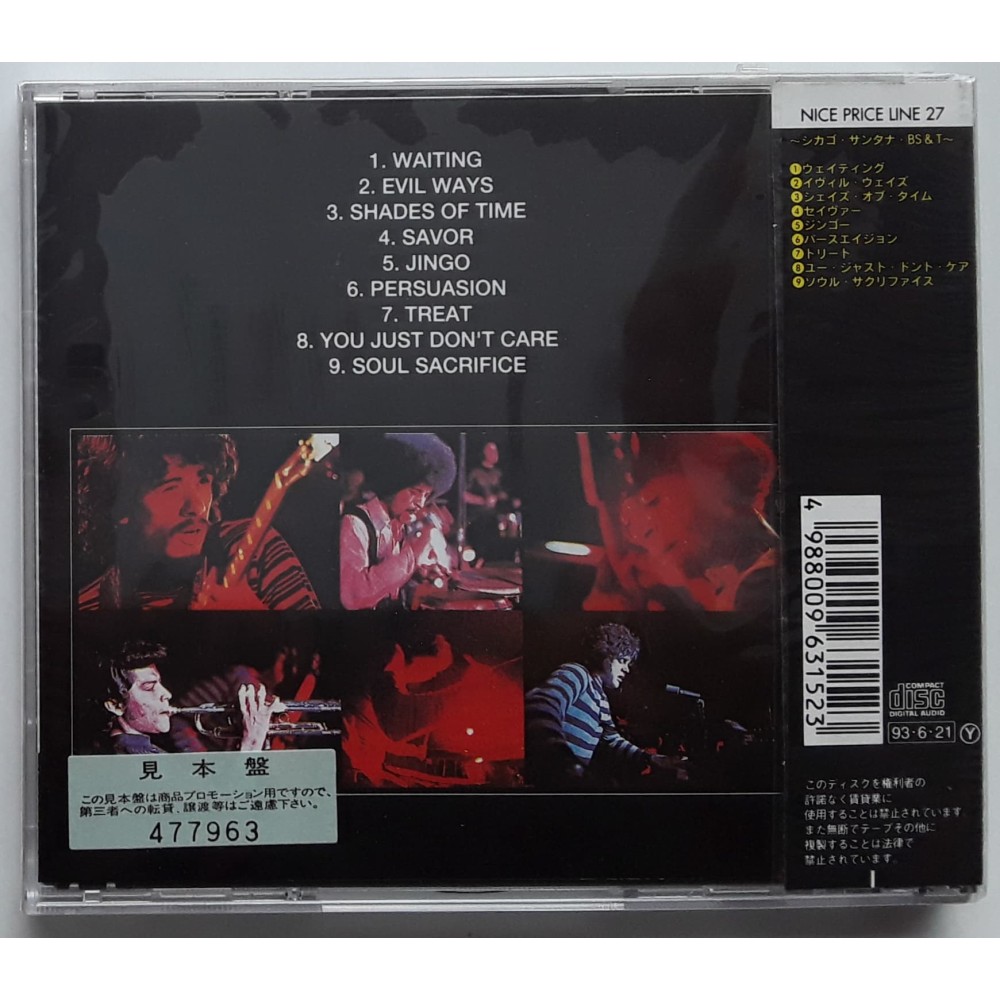 1. WAITING
2. EVIL WAYS
3. SHADES OF TIME
4. SAVOR
5. JINGO
6. PERSUASION
7. TREAT
8. YOU JUST DON'T CARE
9. SOUL SACRIFICE
見本盤
この見本盤は商品プロモーション用ですので、
第三者への転貸、譲渡等はご遠慮下さい。
477963
NICE PRICE LINE 27
~シカゴ・サンタナ・BS&T~
1 ウェイティング
2 イヴィル・ウェイズ
3 シェイズ・オブ・タイム
4 セイヴァー
5 ジンゴー
6 パースエイジョン
7 トリート
8 ユー・ジャスト・ドント・ケア
9 ソウル・サクリファイス
4 988009 631523
COMPACT
disc
DIGITAL AUDIO
93・6・21 Y
このディスクを権利者の
許諾なく賃貸業に
使用することは禁止されています。
また無断でテープその他に
複製することは法律で
禁止されています。